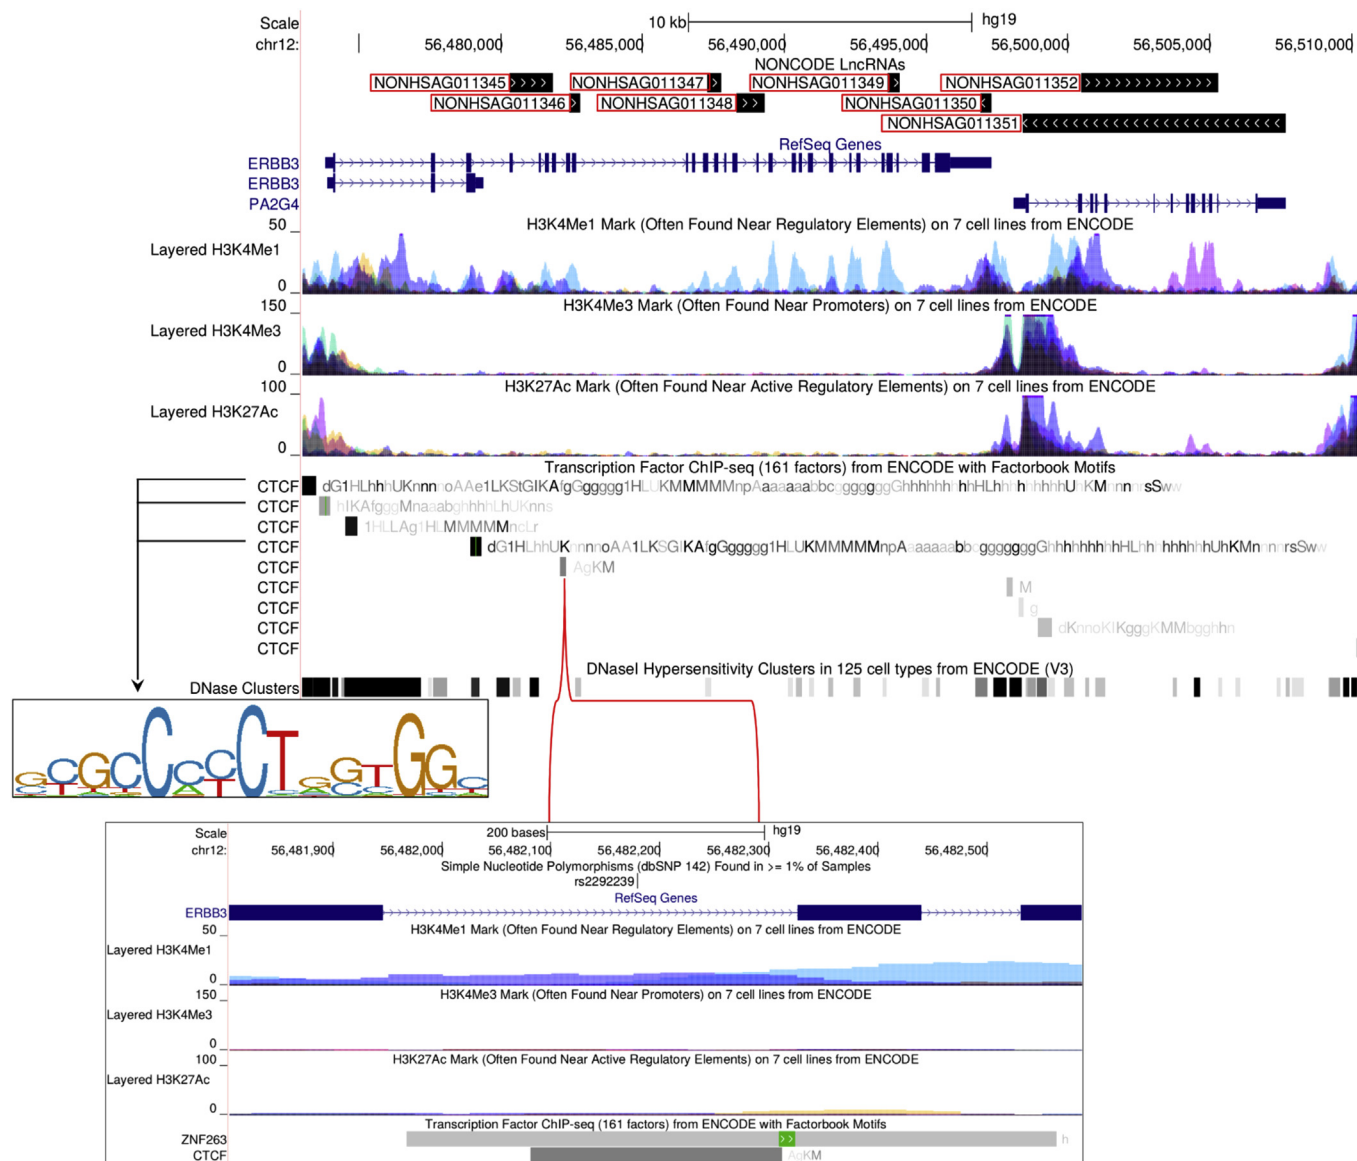 Scale 10 kb hg19
chr12: 56,480,000 56,485,000 56,490,000 56,495,000 56,500,000 56,505,000 56,510,000
NONCODE LncRNAs
NONHSAG011345 NONHSAG011347 NONHSAG011349 NONHSAG011352
NONHSAG011346 NONHSAG011348 NONHSAG011350
NONHSAG011351
RefSeq Genes
ERBB3
ERBB3
PA2G4
H3K4Me1 Mark (Often Found Near Regulatory Elements) on 7 cell lines from ENCODE
50
Layered H3K4Me1
0
H3K4Me3 Mark (Often Found Near Promoters) on 7 cell lines from ENCODE
150
Layered H3K4Me3
0
H3K27Ac Mark (Often Found Near Active Regulatory Elements) on 7 cell lines from ENCODE
100
Layered H3K27Ac
0
Transcription Factor ChIP-seq (161 factors) from ENCODE with Factorbook Motifs
CTCF
CTCF
CTCF
CTCF
CTCF AgKM
CTCF M
CTCF g
CTCF dKnnoKIKgggKMMbgghhn
CTCF
DNaseI Hypersensitivity Clusters in 125 cell types from ENCODE (V3)
DNase Clusters
Scale 200 bases hg19
chr12: 56,481,900 56,482,000 56,482,100 56,482,200 56,482,300 56,482,400 56,482,500
Simple Nucleotide Polymorphisms (dbSNP 142) Found in >= 1% of Samples
rs2292239
RefSeq Genes
ERBB3
H3K4Me1 Mark (Often Found Near Regulatory Elements) on 7 cell lines from ENCODE
50
Layered H3K4Me1
0
H3K4Me3 Mark (Often Found Near Promoters) on 7 cell lines from ENCODE
150
Layered H3K4Me3
0
H3K27Ac Mark (Often Found Near Active Regulatory Elements) on 7 cell lines from ENCODE
100
Layered H3K27Ac
0
Transcription Factor ChIP-seq (161 factors) from ENCODE with Factorbook Motifs
ZNF263 h
CTCF AgKM